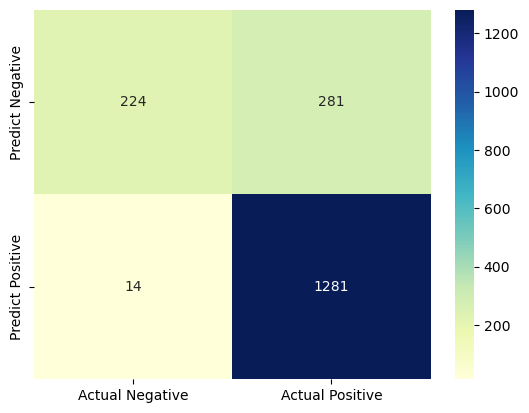 Predict Negative
224
281
Predict Positive
14
1281
Actual Negative
Actual Positive
1200
1000
800
600
400
200